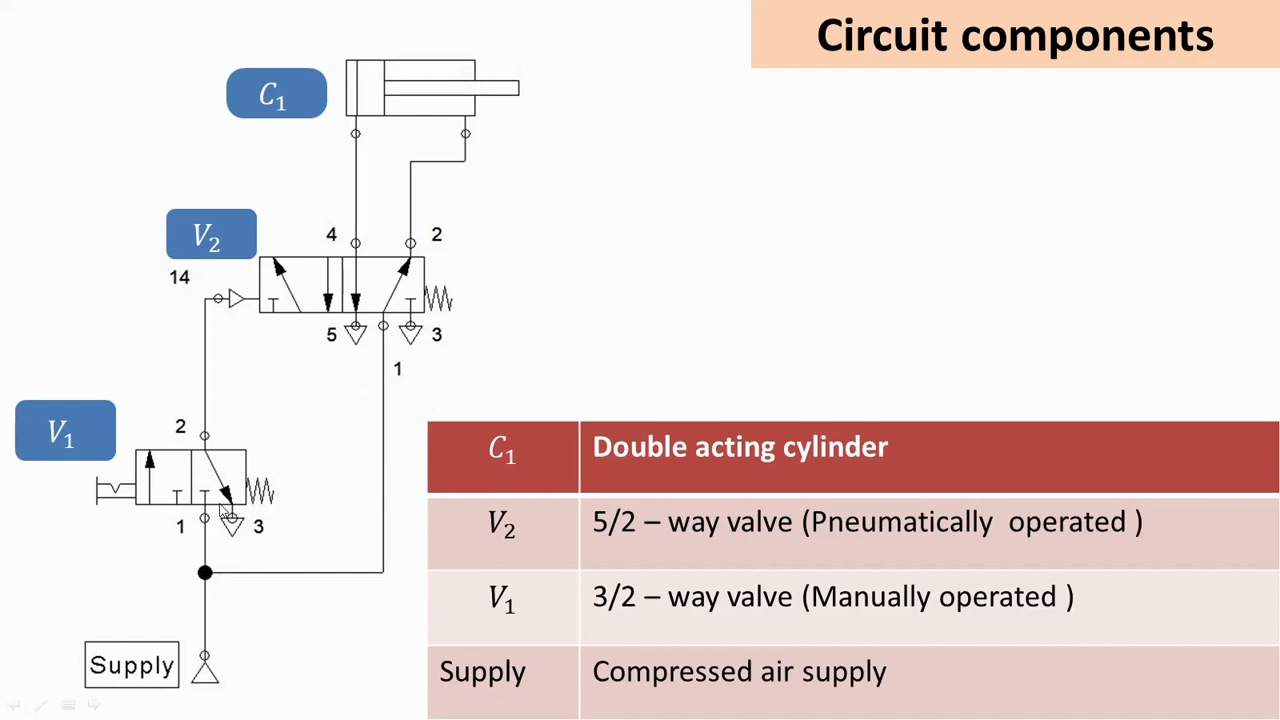 Circuit components
C1
V2
4
2
14
5
3
1
V1
2
1
3
Supply
C1 Double acting cylinder
V2 5/2 – way valve (Pneumatically operated )
V1 3/2 – way valve (Manually operated )
Supply Compressed air supply